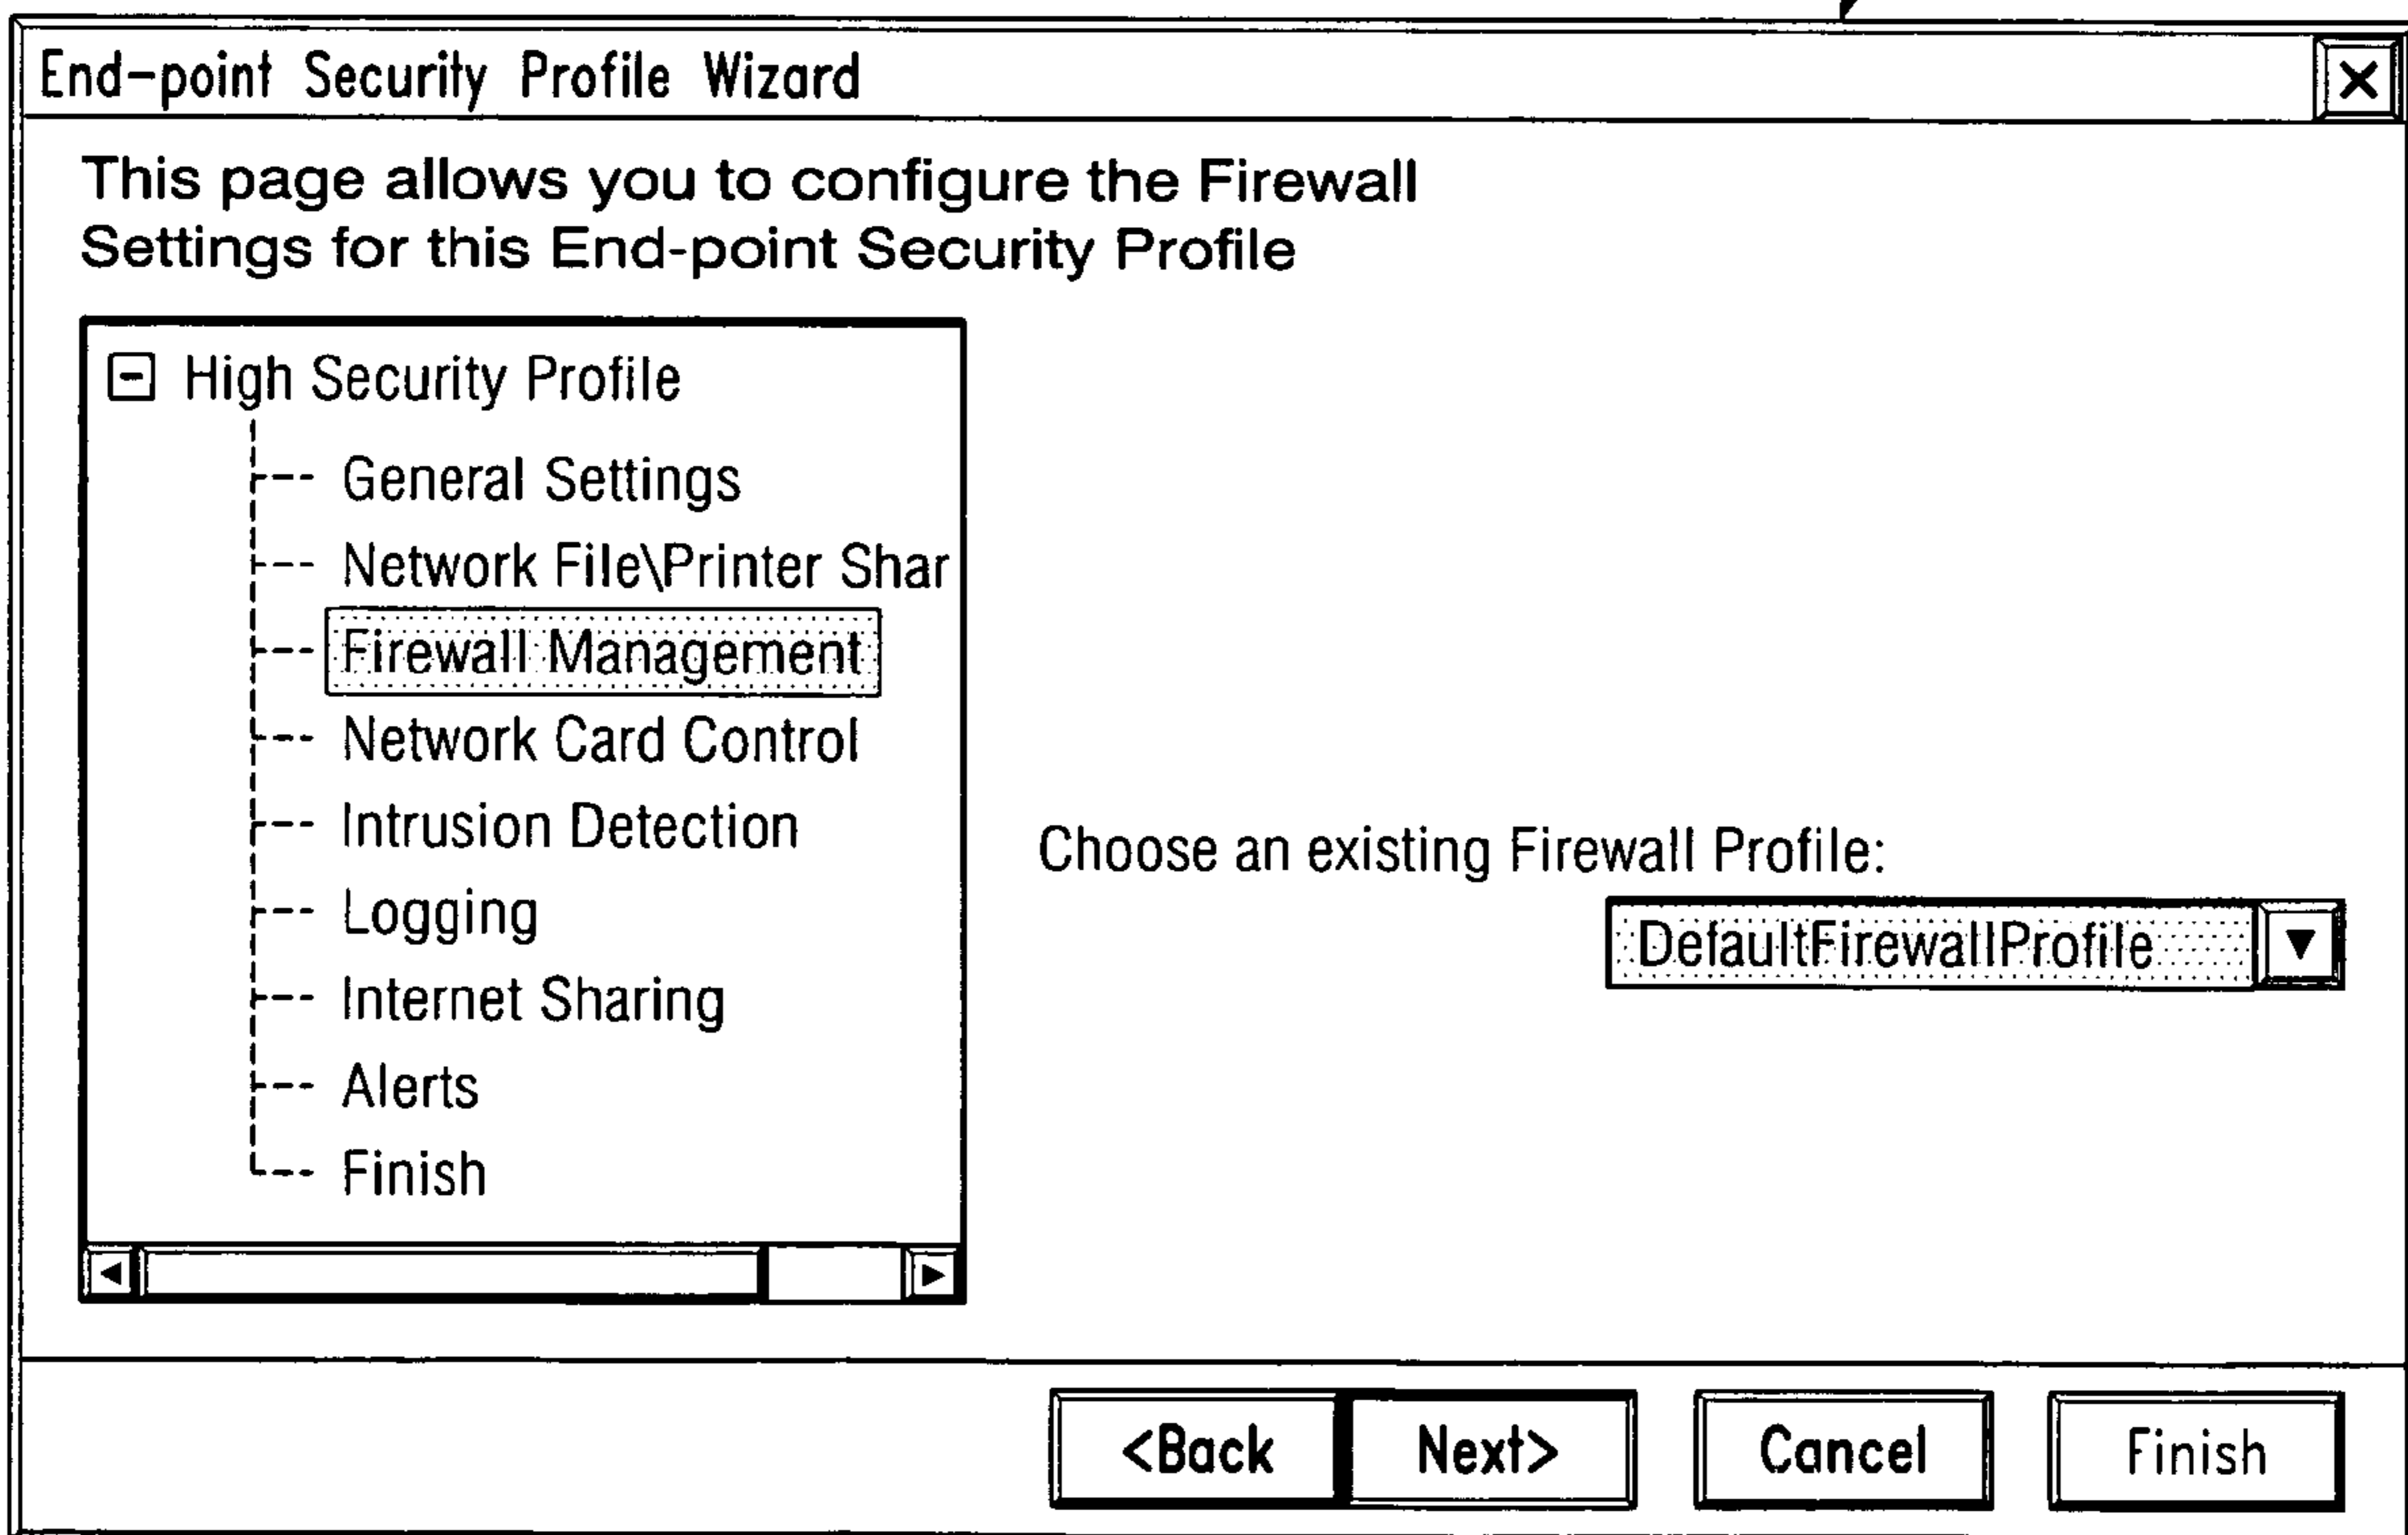 End-point Security Profile Wizard
This page allows you to configure the Firewall
Settings for this End-point Security Profile
High Security Profile
General Settings
Network File\Printer Shar
Firewall Management
Network Card Control
Intrusion Detection
Logging
Internet Sharing
Alerts
Finish
Choose an existing Firewall Profile:
DefaultFirewallProfile
<Back
Next>
Cancel
Finish